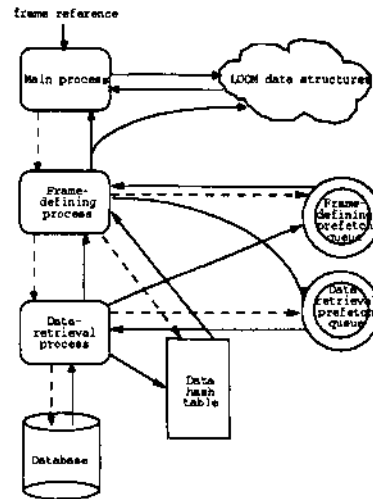 frame reference
Main process
LOOM data structures
Frame-
defining
process
Frame-
defining
prefetch
queue
Data-
retrieval
prefetch
queue
Data-
retrieval
process
Data
hash
table
Database